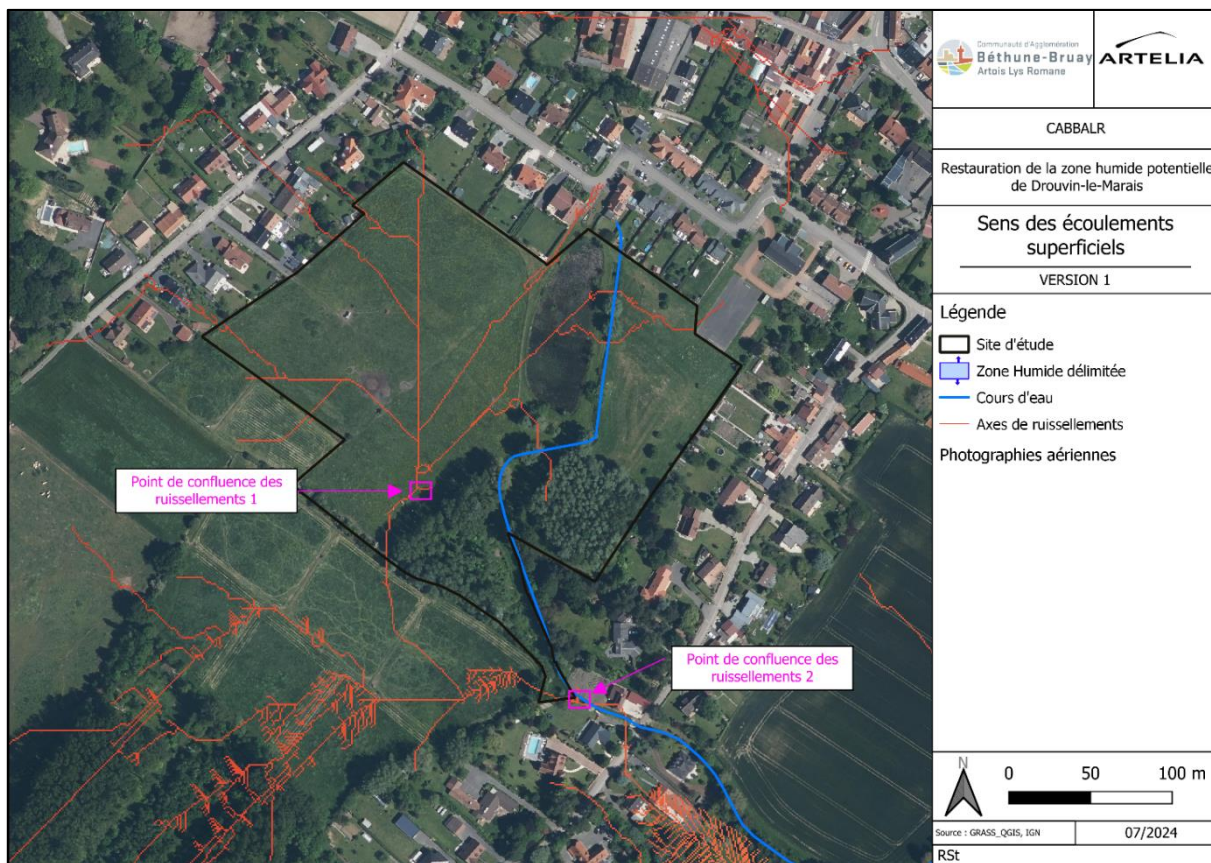 Point de confluence des
ruissellements 1
Point de confluence des
ruissellements 2
Communauté d'Agglomération
Béthune-Bruay
Artois Lys Romane
ARTELIA
CABBALR
Restauration de la zone humide potentielle
de Drouvin-le-Marais
Sens des écoulements
superficiels
VERSION 1
Légende
Site d'étude
Zone Humide délimitée
Cours d'eau
Axes de ruissellements
Photographies aériennes
N
0 50 100 m
Source : GRASS_QGIS, IGN
07/2024
RSt